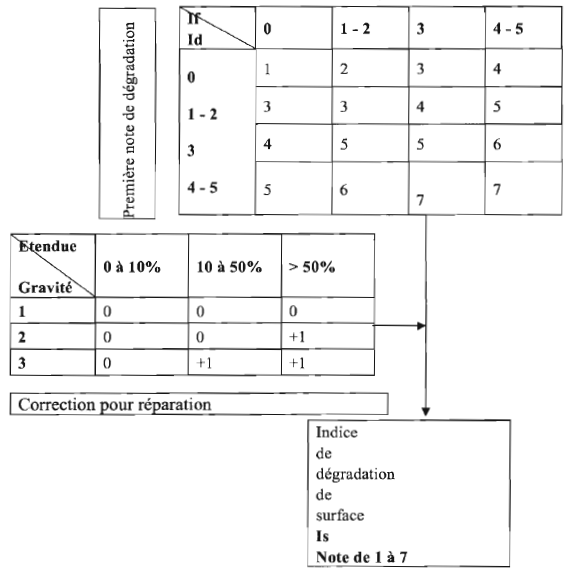 Première note de dégradation
If
Id
0 1 - 2 3 4 - 5
0 1 2 3 4
1 - 2 3 3 4 5
3 4 5 5 6
4 - 5 5 6 7 7
Etendue
Gravité
0 à 10% 10 à 50% > 50%
1 0 0 0
2 0 0 +1
3 0 +1 +1
Correction pour réparation
Indice
de
dégradation
de
surface
Is
Note de 1 à 7